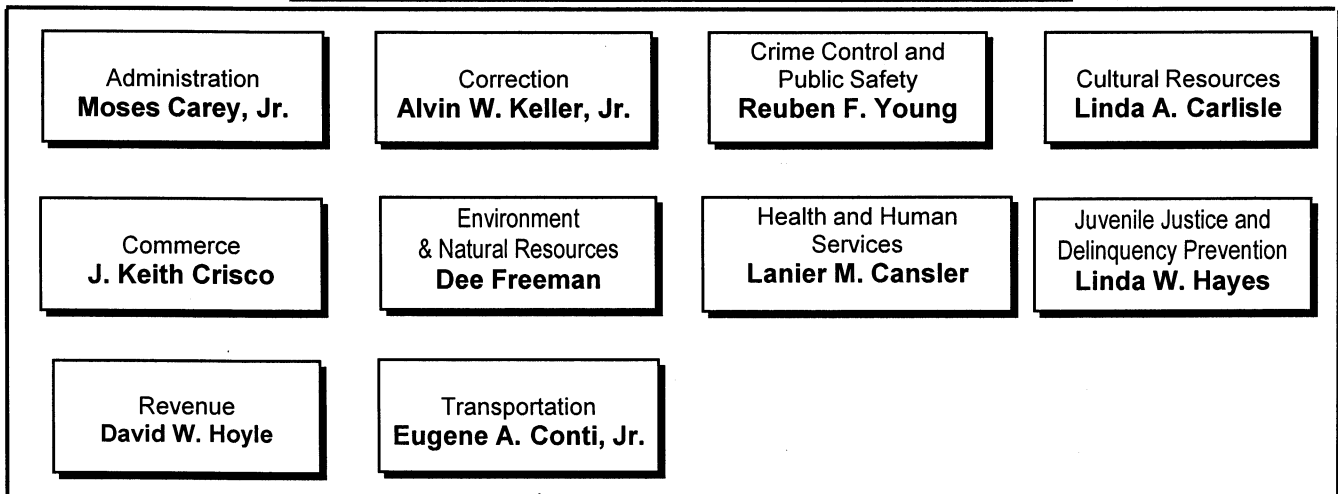 Administration
Moses Carey, Jr.
Correction
Alvin W. Keller, Jr.
Crime Control and
Public Safety
Reuben F. Young
Cultural Resources
Linda A. Carlisle
Commerce
J. Keith Crisco
Environment
& Natural Resources
Dee Freeman
Health and Human
Services
Lanier M. Cansler
Juvenile Justice and
Delinquency Prevention
Linda W. Hayes
Revenue
David W. Hoyle
Transportation
Eugene A. Conti, Jr.